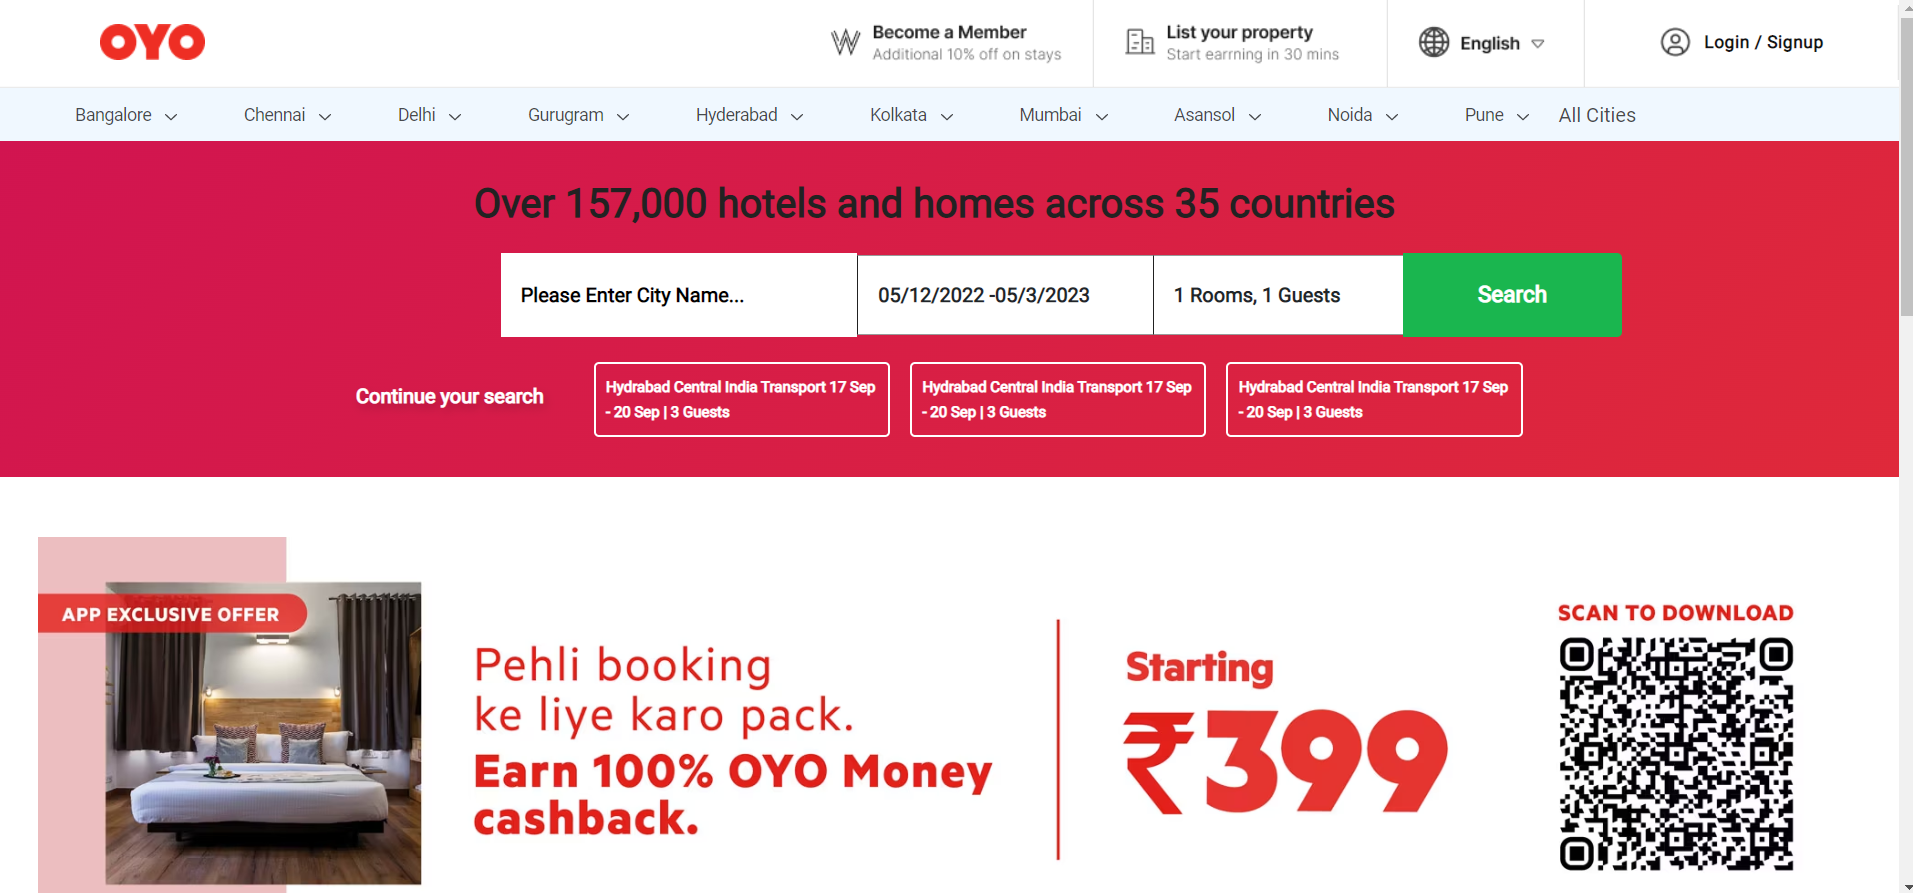 OYO
Become a Member
Additional 10% off on stays
List your property
Start earrning in 30 mins
English
Login / Signup
Bangalore
Chennai
Delhi
Gurugram
Hyderabad
Kolkata
Mumbai
Asansol
Noida
Pune
All Cities
Over 157,000 hotels and homes across 35 countries
Please Enter City Name...
05/12/2022 -05/3/2023
1 Rooms, 1 Guests
Search
Continue your search
Hydrabad Central India Transport 17 Sep
- 20 Sep | 3 Guests
Hydrabad Central India Transport 17 Sep
- 20 Sep | 3 Guests
Hydrabad Central India Transport 17 Sep
- 20 Sep | 3 Guests
APP EXCLUSIVE OFFER
Pehli booking
ke liye karo pack.
Earn 100% OYO Money
cashback.
Starting
₹399
SCAN TO DOWNLOAD